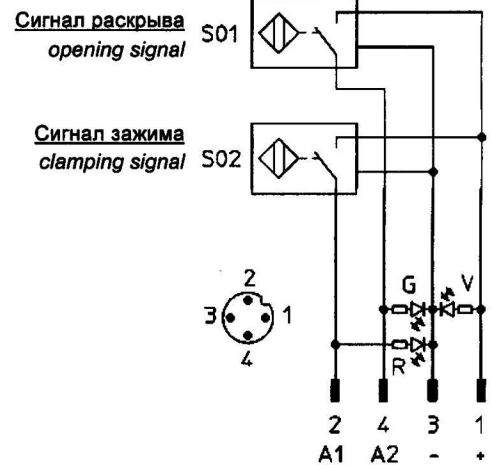 Сигнал раскрыва
opening signal
S01
Сигнал зажима
clamping signal
S02
G V
2
3 1
4
R
2 4 3 1
A1 A2 - +